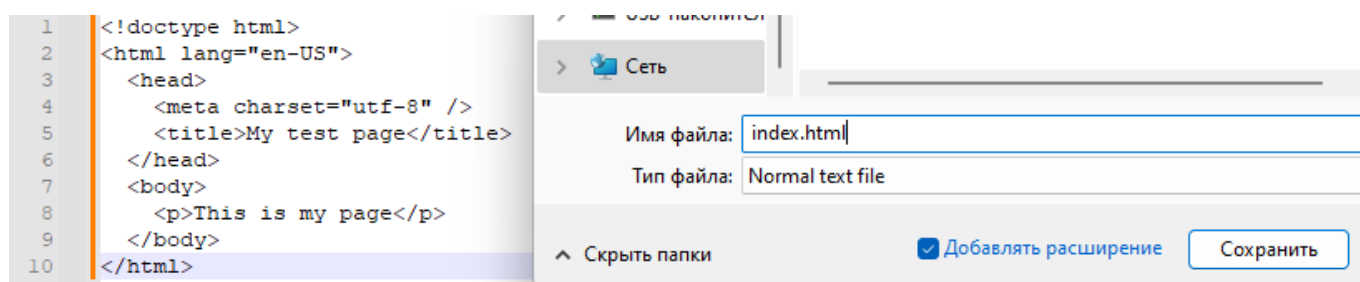 1 <!doctype html>
2 <html lang="en-US">
3 <head>
4 <meta charset="utf-8" />
5 <title>My test page</title>
6 </head>
7 <body>
8 <p>This is my page</p>
9 </body>
10 </html>
Сеть
Имя файла: index.html
Тип файла: Normal text file
Скрыть папки
Добавлять расширение
Сохранить